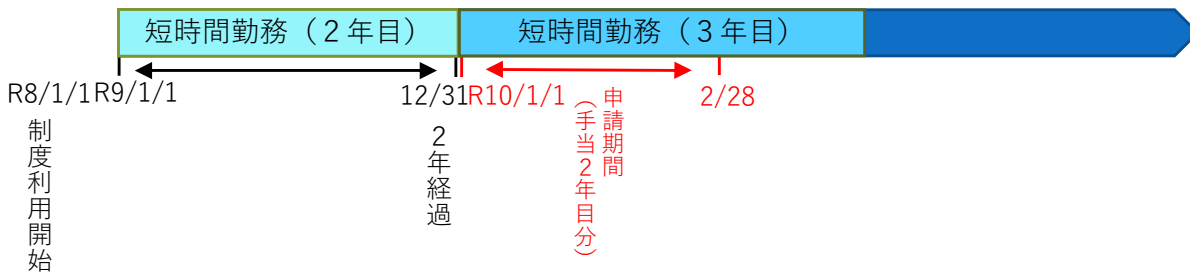 短時間勤務（２年目）
短時間勤務（３年目）
R8/1/1
R9/1/1
12/31
R10/1/1
2/28
制度利用開始
２年経過
申請期間
（手当２年目分）